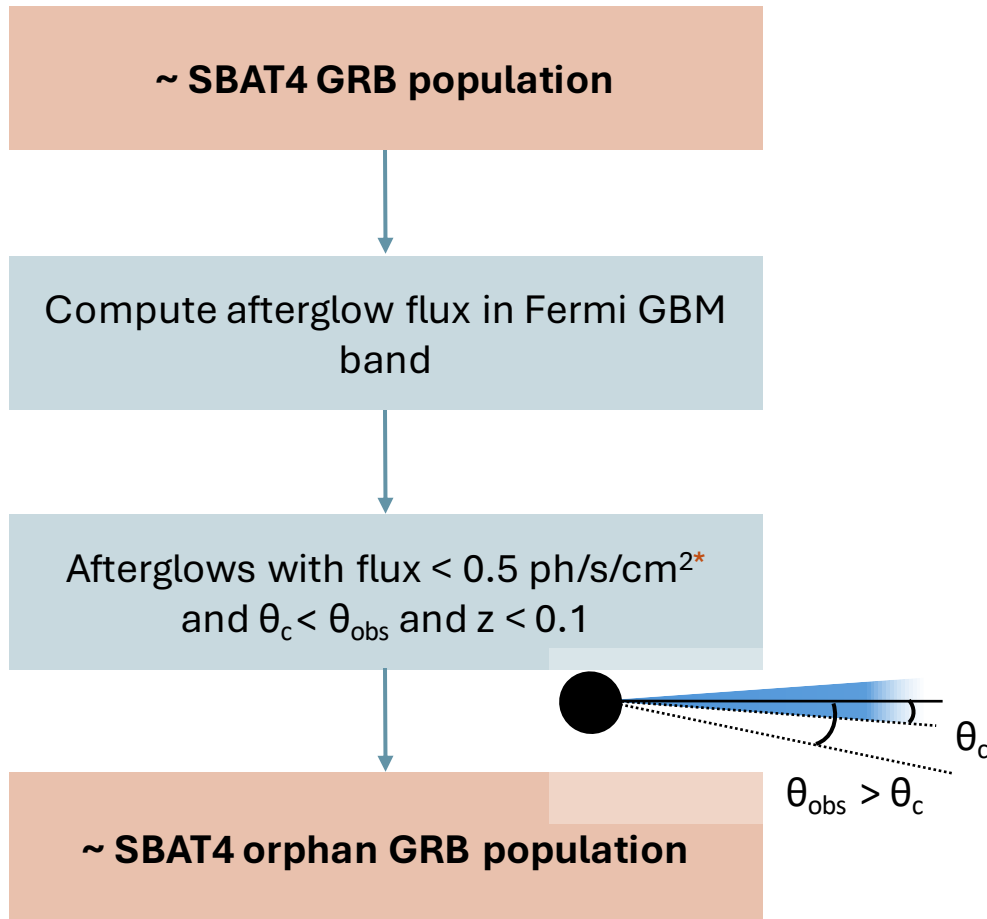 ~ SBAT4 GRB population
Compute afterglow flux in Fermi GBM
band
Afterglows with flux < 0.5 ph/s/cm²*
and θc < θobs and z < 0.1
θc
θobs > θc
~ SBAT4 orphan GRB population